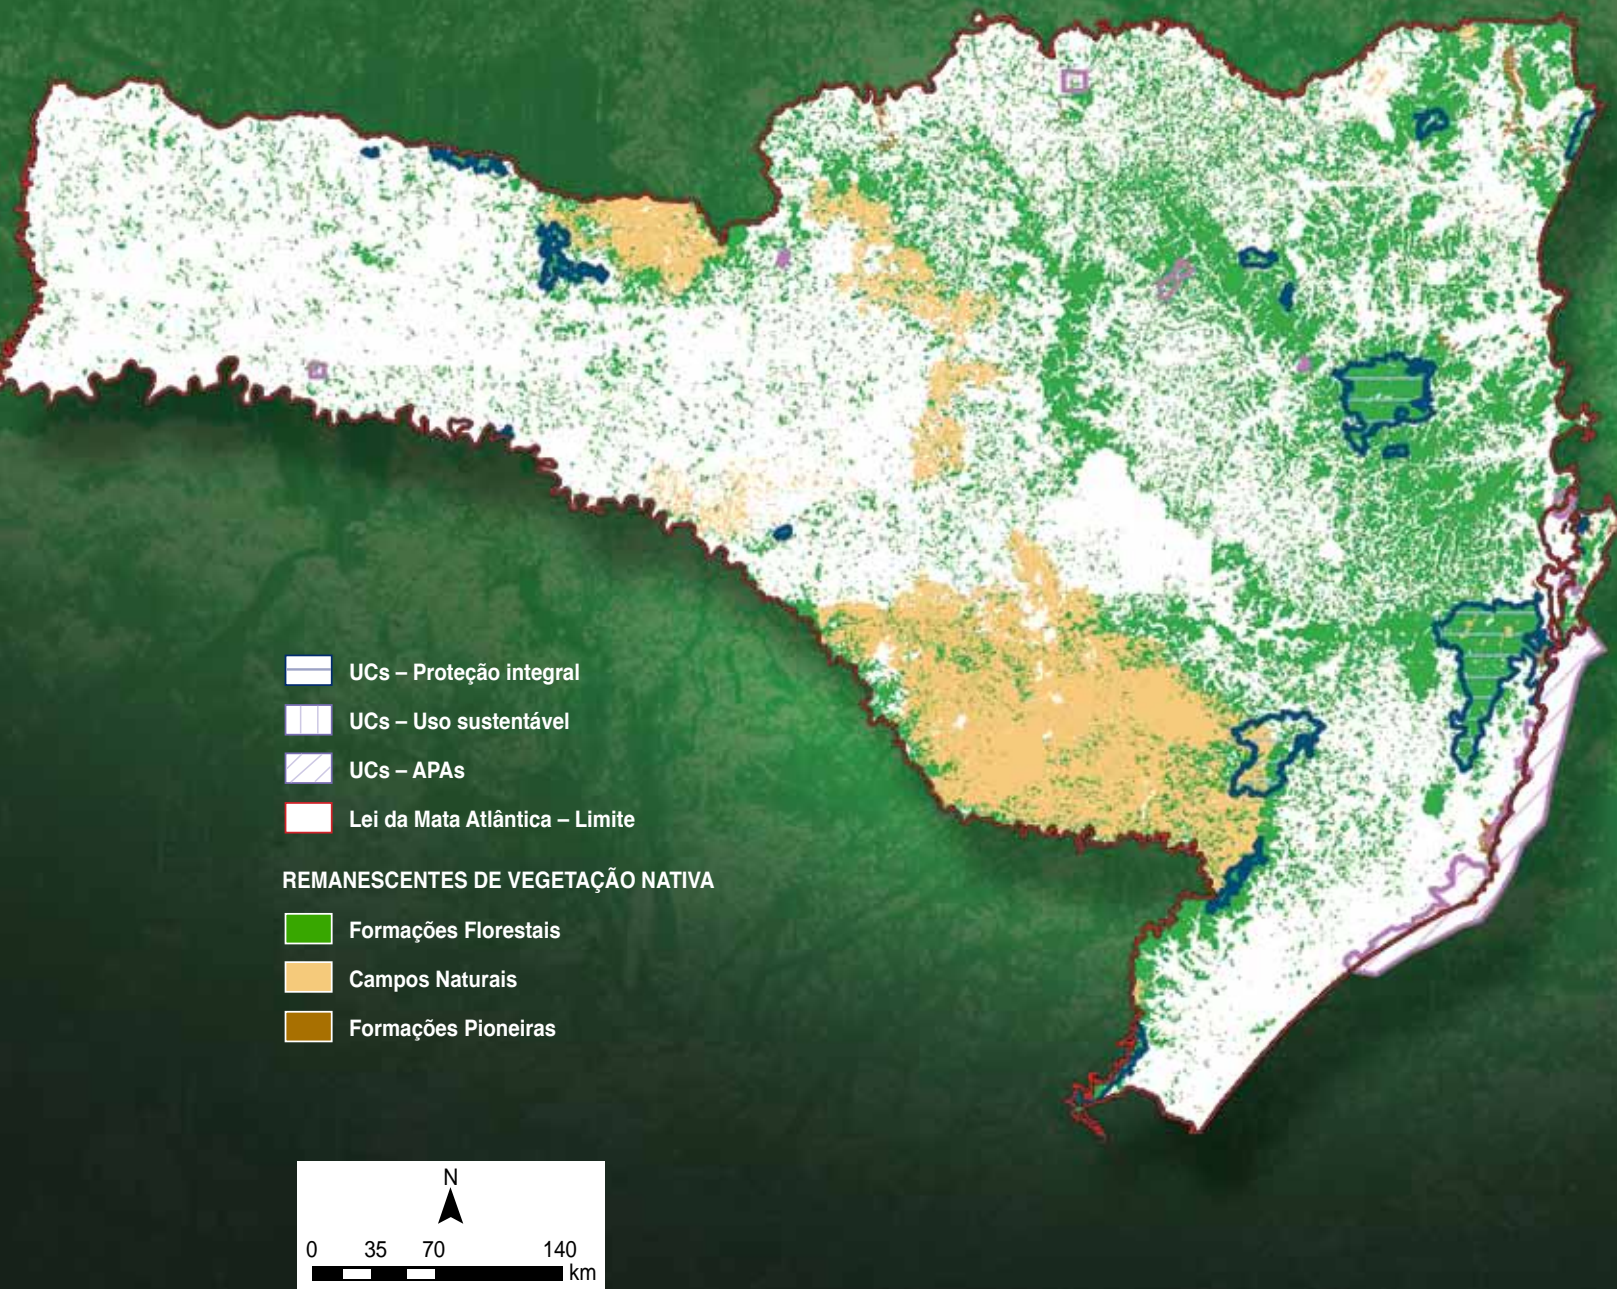 UCs – Proteção integral
UCs – Uso sustentável
UCs – APAs
Lei da Mata Atlântica – Limite
REMANESCENTES DE VEGETAÇÃO NATIVA
Formações Florestais
Campos Naturais
Formações Pioneiras
N
0 35 70 140
km